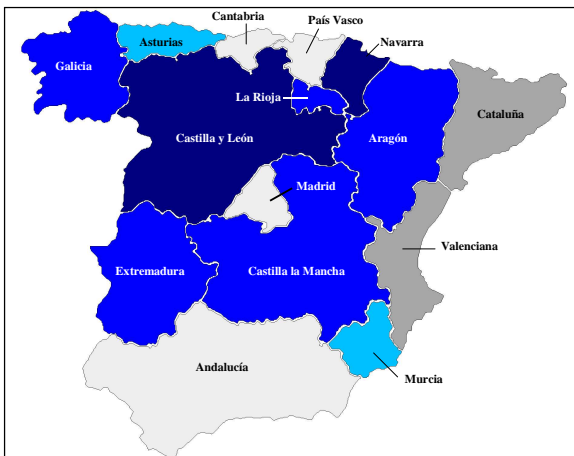 Cantabria
País Vasco
Asturias
Navarra
Galicia
La Rioja
Cataluña
Castilla y León
Aragón
Madrid
Valenciana
Extremadura
Castilla la Mancha
Andalucía
Murcia